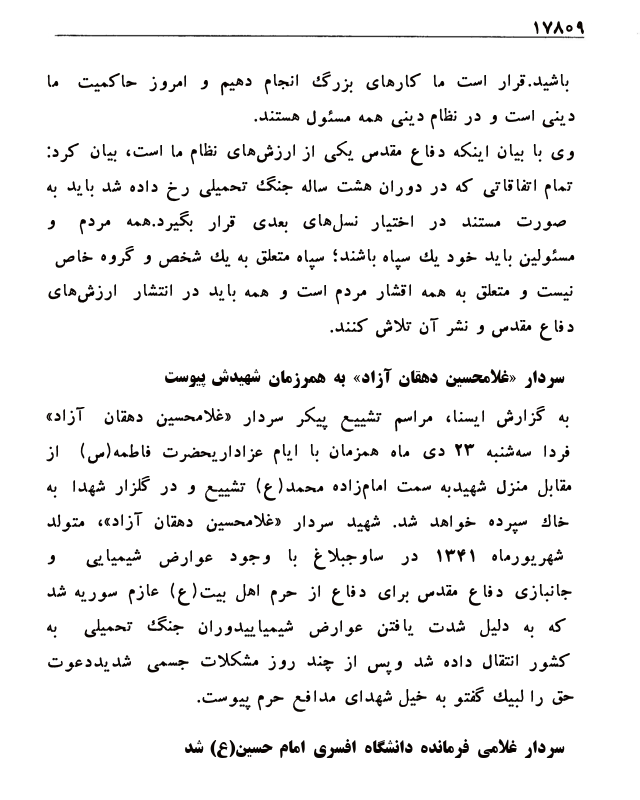 ۱۷۸۰۹
باشید.قرار است ما کارهای بزرگ انجام دهیم و امروز حاکمیت ما
دینی است و در نظام دینی همه مسئول هستند.
وی با بیان اینکه دفاع مقدس یکی از ارزش‌های نظام ما است، بیان کرد:
تمام اتفاقاتی که در دوران هشت ساله جنگ تحمیلی رخ داده شد باید به
صورت مستند در اختیار نسل‌های بعدی قرار بگیرد.همه مردم و
مسئولین باید خود یك سپاه باشند؛ سپاه متعلق به یك شخص و گروه خاص
نیست و متعلق به همه اقشار مردم است و همه باید در انتشار ارزش‌های
دفاع مقدس و نشر آن تلاش کنند.
سردار «غلامحسین دهقان آزاد» به همرزمان شهیدش پیوست
به گزارش ایسنا، مراسم تشییع پیکر سردار «غلامحسین دهقان آزاد»
فردا سه‌شنبه ۲۳ دی ماه همزمان با ایام عزاداریحضرت فاطمه(س) از
مقابل منزل شهیدبه سمت امام‌زاده محمد(ع) تشییع و در گلزار شهدا به
خاك سپرده خواهد شد. شهید سردار «غلامحسین دهقان آزاد»، متولد
شهریورماه ۱۳۴۱ در ساوجبلاغ با وجود عوارض شیمیایی و
جانبازی دفاع مقدس برای دفاع از حرم اهل بیت(ع) عازم سوریه شد
که به دلیل شدت یافتن عوارض شیمیاییدوران جنگ تحمیلی به
کشور انتقال داده شد وپس از چند روز مشکلات جسمی شدیددعوت
حق را لبیك گفتو به خیل شهدای مدافع حرم پیوست.
سردار غلامی فرمانده دانشگاه افسری امام حسین(ع) شد